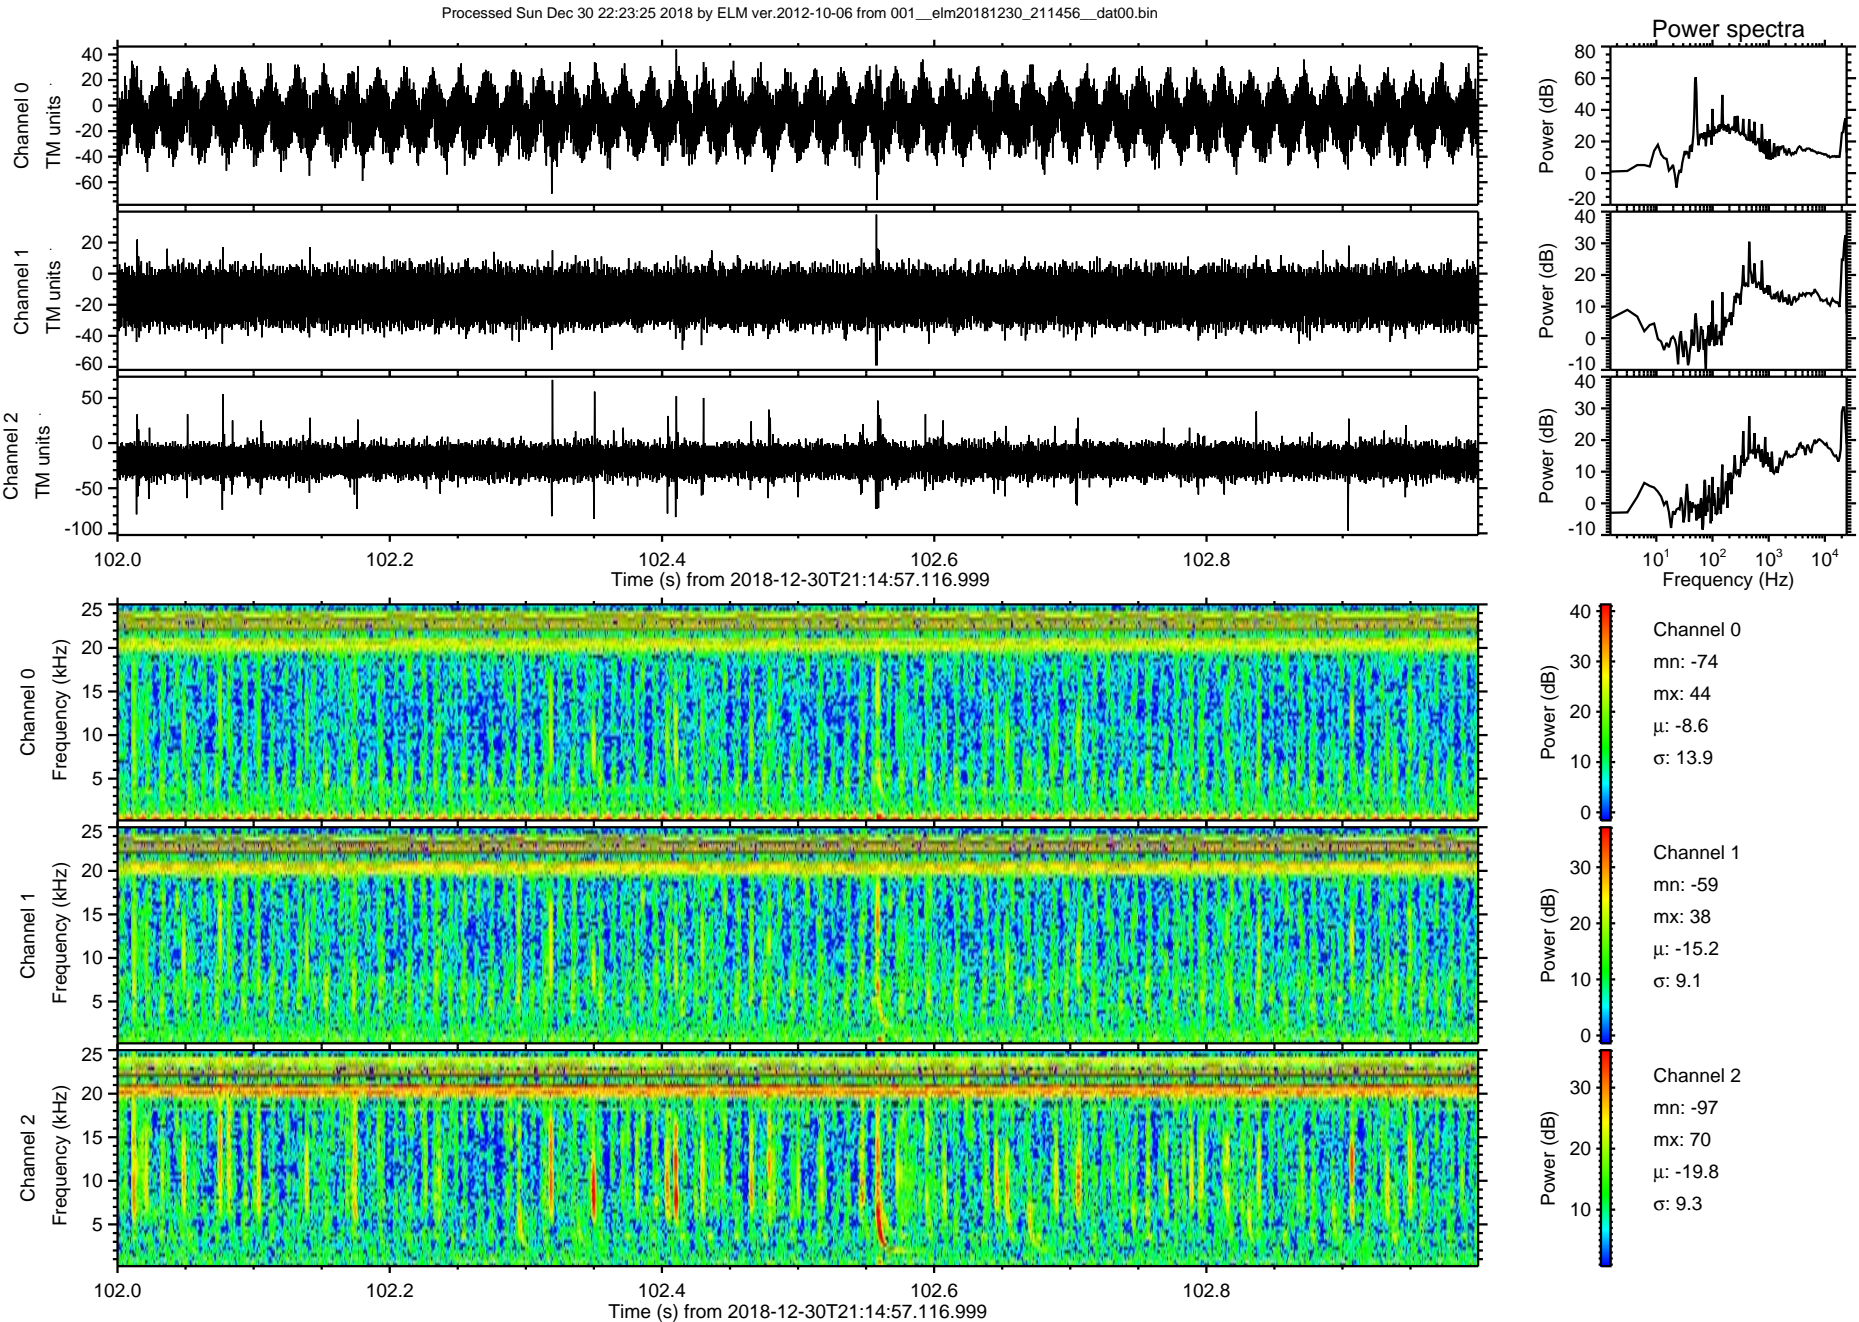 Processed Sun Dec 30 22:23:25 2018 by ELM ver.2012-10-06 from 001__elm20181230_211456__dat00.bin
Power spectra
Channel 0
TM units
40
20
0
-20
-40
-60
Power (dB)
80
60
40
20
0
-20
Channel 1
TM units
20
0
-20
-40
-60
Power (dB)
40
30
20
10
0
-10
Channel 2
TM units
50
0
-50
-100
Power (dB)
40
30
20
10
0
-10
102.0 102.2 102.4 102.6 102.8
Time (s) from 2018-12-30T21:14:57.116.999
10^1 10^2 10^3 10^4
Frequency (Hz)
Channel 0
Frequency (kHz)
25
20
15
10
5
Power (dB)
40
30
20
10
0
Channel 0
mn: -74
mx: 44
μ: -8.6
σ: 13.9
Channel 1
Frequency (kHz)
25
20
15
10
5
Power (dB)
30
20
10
0
Channel 1
mn: -59
mx: 38
μ: -15.2
σ: 9.1
Channel 2
Frequency (kHz)
25
20
15
10
5
Power (dB)
30
20
10
Channel 2
mn: -97
mx: 70
μ: -19.8
σ: 9.3
102.0 102.2 102.4 102.6 102.8
Time (s) from 2018-12-30T21:14:57.116.999